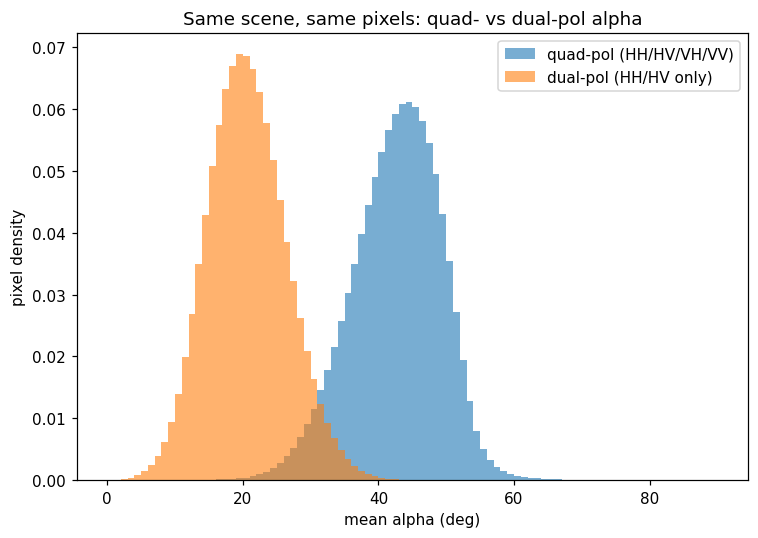 Same scene, same pixels: quad- vs dual-pol alpha
quad-pol (HH/HV/VH/VV)
dual-pol (HH/HV only)
pixel density
0.07
0.06
0.05
0.04
0.03
0.02
0.01
0.00
0 20 40 60 80
mean alpha (deg)